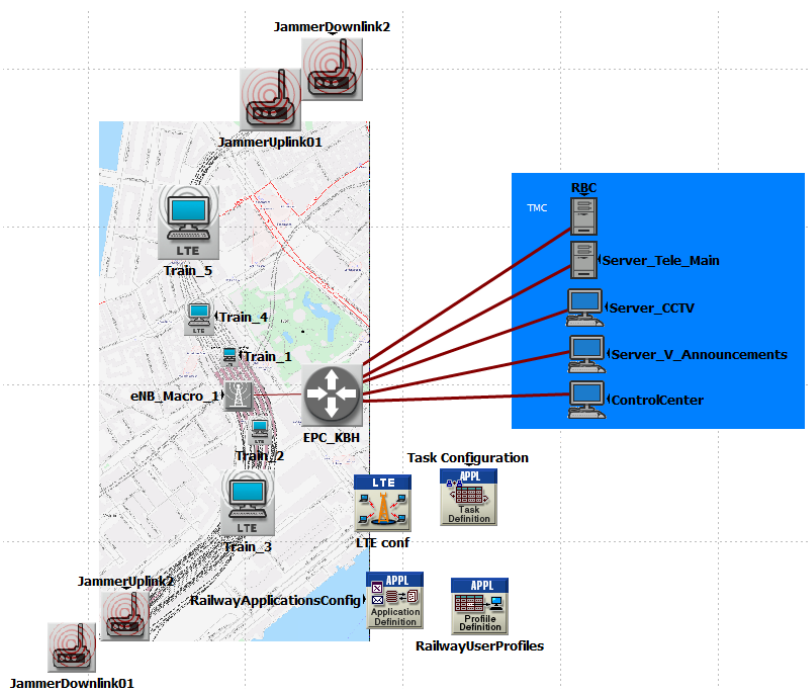 JammerDownlink2
JammerUplink01
LTE
Train_5
Train_4
LTE
Train_1
eNB_Macro_1
EPC_KBH
LTE
Train_2
LTE
Train_3
JammerUplink2
JammerDownlink01
TMC
RBC
Server_Tele_Main
Server_CCTV
Server_V_Announcements
ControlCenter
Task Configuration
APPL
Task
Definition
LTE
LTE conf
RailwayApplicationsConfig
APPL
Application
Definition
APPL
Profile
Definition
RailwayUserProfiles